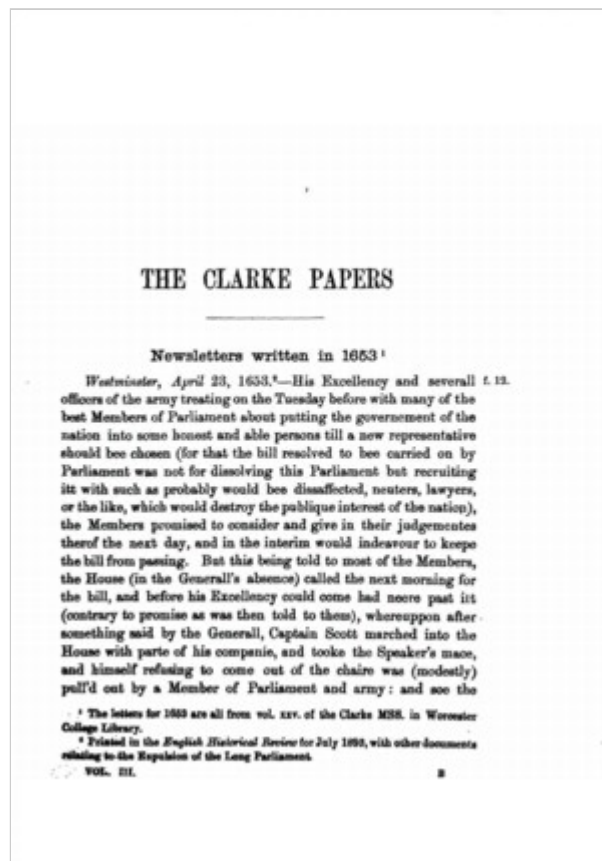 THE CLARKE PAPERS
Newsletters written in 1653 ¹
Westminster, April 23, 1653.²—His Excellency and severall f. 12.
officers of the army treating on the Tuesday before with many of the
best Members of Parliament about putting the governement of the
nation into some honest and able persons till a new representative
should bee chosen (for that the bill resolved to bee carried on by
Parliament was not for dissolving this Parliament but recruiting
itt with such as probably would bee disaffected, neuters, lawyers,
or the like, which would destroy the publique interest of the nation),
the Members promised to consider and give in their judgementes
therof the next day, and in the interim would indeavour to keepe
the bill from passing. But this being told to most of the Members,
the House (in the Generall's absence) called the next morning for
the bill, and before his Excellency could come had neere past itt
(contrary to promise as was then told to them), whereuppon after
something said by the Generall, Captain Scott marched into the
House with parte of his companie, and tooke the Speaker's mace,
and himself refusing to come out of the chaire was (modestly)
pull'd out by a Member of Parliament and army: and soe the
¹ The letters for 1653 are all from vol. xxv. of the Clarke MSS. in Worcester
College Library.
² Printed in the English Historical Review for July 1893, with other documents
relating to the Expulsion of the Long Parliament.
VOL. III. B